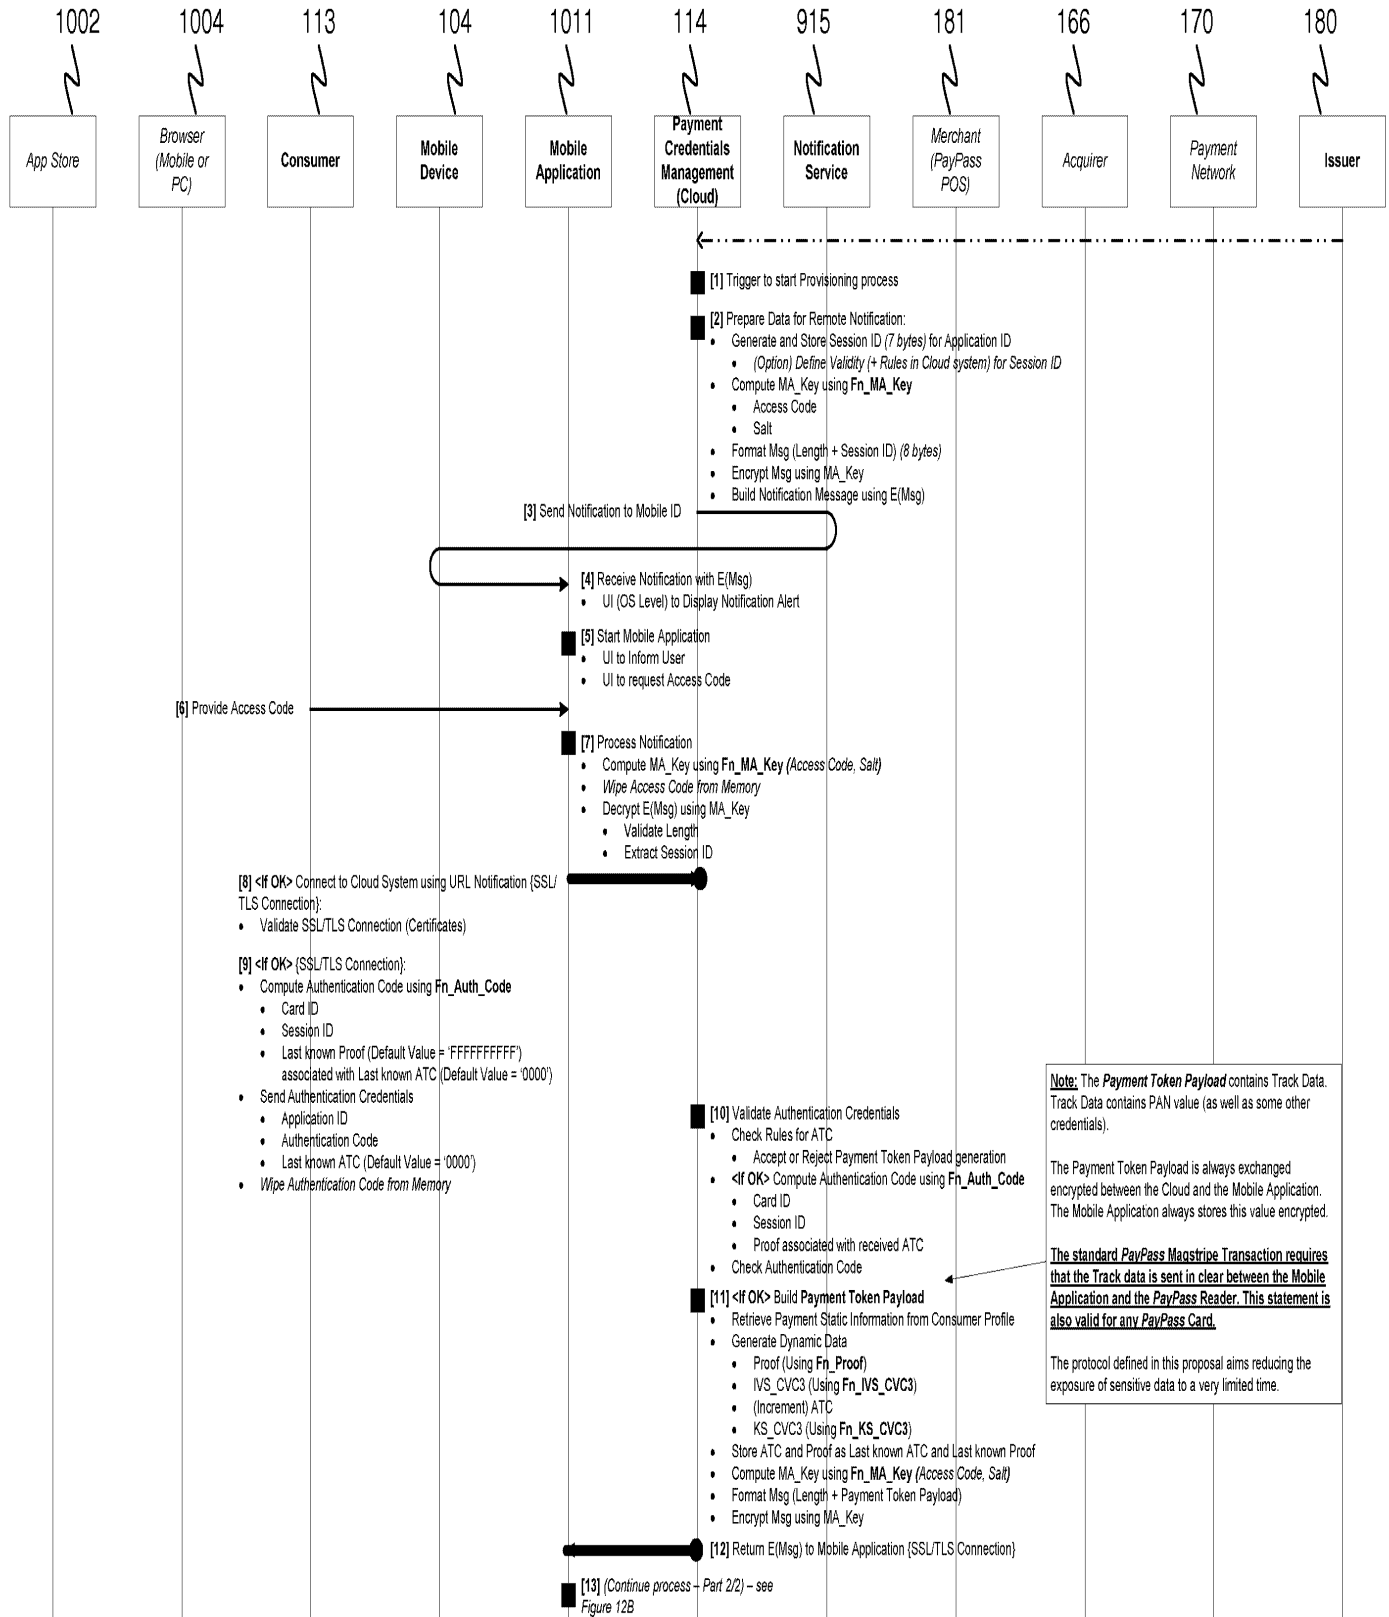 1002 1004 113 104 1011 114 915 181 166 170 180
App Store
Browser
(Mobile or
PC)
Consumer
Mobile
Device
Mobile
Application
Payment
Credentials
Management
(Cloud)
Notification
Service
Merchant
(PayPass
POS)
Acquirer
Payment
Network
Issuer
[1] Trigger to start Provisioning process
[2] Prepare Data for Remote Notification:
• Generate and Store Session ID (7 bytes) for Application ID
• (Option) Define Validity (+ Rules in Cloud system) for Session ID
• Compute MA_Key using Fn_MA_Key
• Access Code
• Salt
• Format Msg (Length + Session ID) (8 bytes)
• Encrypt Msg using MA_Key
• Build Notification Message using E(Msg)
[3] Send Notification to Mobile ID
[4] Receive Notification with E(Msg)
• UI (OS Level) to Display Notification Alert
[5] Start Mobile Application
• UI to Inform User
• UI to request Access Code
[6] Provide Access Code
[7] Process Notification
• Compute MA_Key using Fn_MA_Key (Access Code, Salt)
• Wipe Access Code from Memory
• Decrypt E(Msg) using MA_Key
• Validate Length
• Extract Session ID
[8] <If OK> Connect to Cloud System using URL Notification {SSL/
TLS Connection}:
• Validate SSL/TLS Connection (Certificates)
[9] <If OK> {SSL/TLS Connection}:
• Compute Authentication Code using Fn_Auth_Code
• Card ID
• Session ID
• Last known Proof (Default Value = ‘FFFFFFFFFF’)
associated with Last known ATC (Default Value = ‘0000’)
• Send Authentication Credentials
• Application ID
• Authentication Code
• Last known ATC (Default Value = ‘0000’)
• Wipe Authentication Code from Memory
[10] Validate Authentication Credentials
• Check Rules for ATC
• Accept or Reject Payment Token Payload generation
• <If OK> Compute Authentication Code using Fn_Auth_Code
• Card ID
• Session ID
• Proof associated with received ATC
• Check Authentication Code
[11] <If OK> Build Payment Token Payload
• Retrieve Payment Static Information from Consumer Profile
• Generate Dynamic Data
• Proof (Using Fn_Proof)
• IVS_CVC3 (Using Fn_IVS_CVC3)
• (Increment) ATC
• KS_CVC3 (Using Fn_KS_CVC3)
• Store ATC and Proof as Last known ATC and Last known Proof
• Compute MA_Key using Fn_MA_Key (Access Code, Salt)
• Format Msg (Length + Payment Token Payload)
• Encrypt Msg using MA_Key
[12] Return E(Msg) to Mobile Application {SSL/TLS Connection}
[13] (Continue process – Part 2/2) – see
Figure 12B
Note: The Payment Token Payload contains Track Data.
Track Data contains PAN value (as well as some other
credentials).
The Payment Token Payload is always exchanged
encrypted between the Cloud and the Mobile Application.
The Mobile Application always stores this value encrypted.
The standard PayPass Magstripe Transaction requires
that the Track data is sent in clear between the Mobile
Application and the PayPass Reader. This statement is
also valid for any PayPass Card.
The protocol defined in this proposal aims reducing the
exposure of sensitive data to a very limited time.